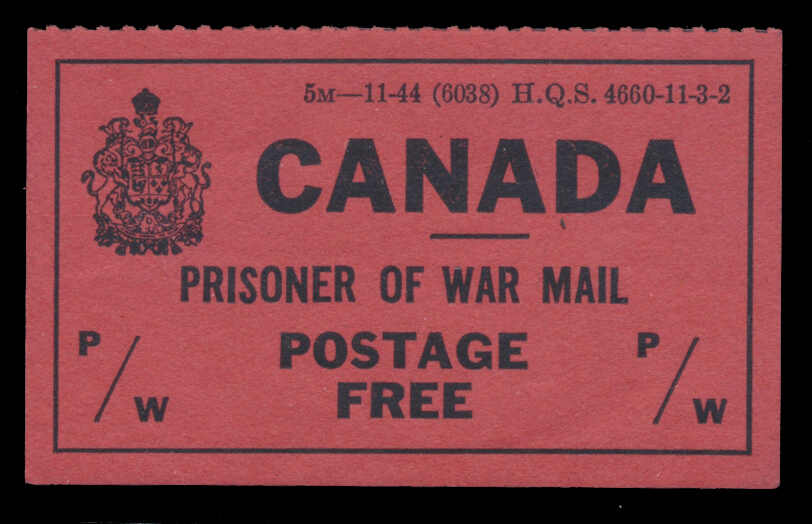 5M—11-44 (6038) H.Q.S. 4660-11-3-2
CANADA
PRISONER OF WAR MAIL
POSTAGE
FREE
P/W
P/W